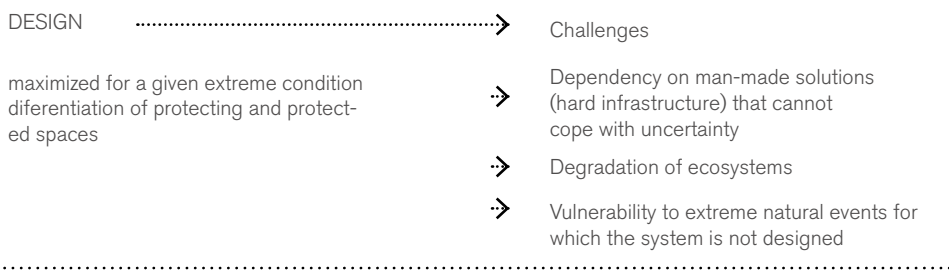 DESIGN
maximized for a given extreme condition
diferentiation of protecting and protect-
ed spaces
Challenges
Dependency on man-made solutions
(hard infrastructure) that cannot
cope with uncertainty
Degradation of ecosystems
Vulnerability to extreme natural events for
which the system is not designed